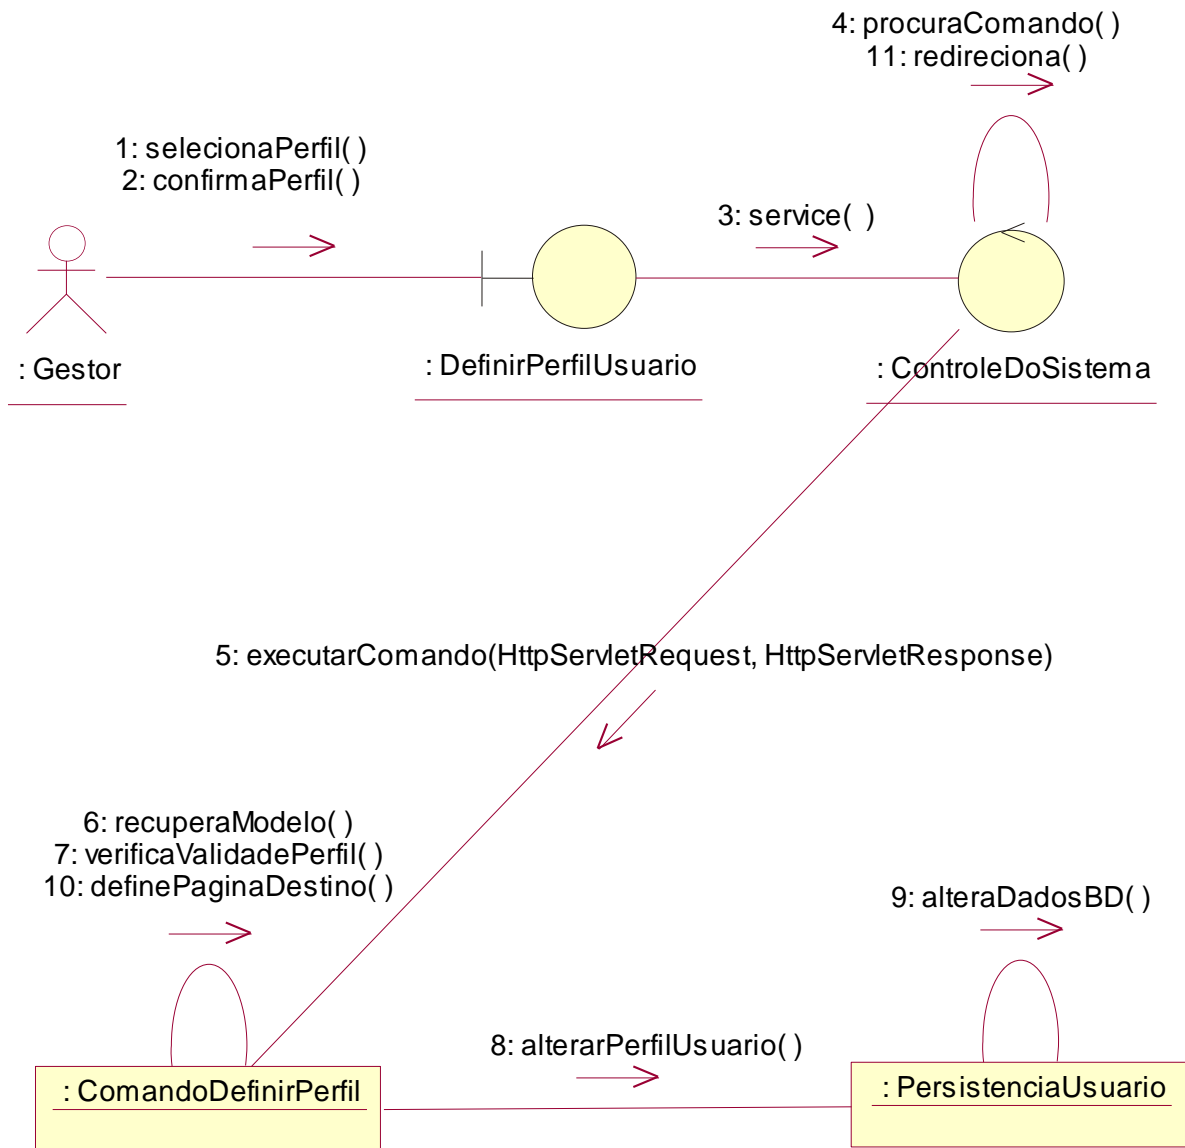 4: procuraComando( )
11: redireciona( )
1: selecionaPerfil( )
2: confirmaPerfil( )
3: service( )
: Gestor
: DefinirPerfilUsuario
: ControleDoSistema
5: executarComando(HttpServletRequest, HttpServletResponse)
6: recuperaModelo( )
7: verificaValidadePerfil( )
10: definePaginaDestino( )
9: alteraDadosBD( )
8: alterarPerfilUsuario( )
: ComandoDefinirPerfil
: PersistenciaUsuario